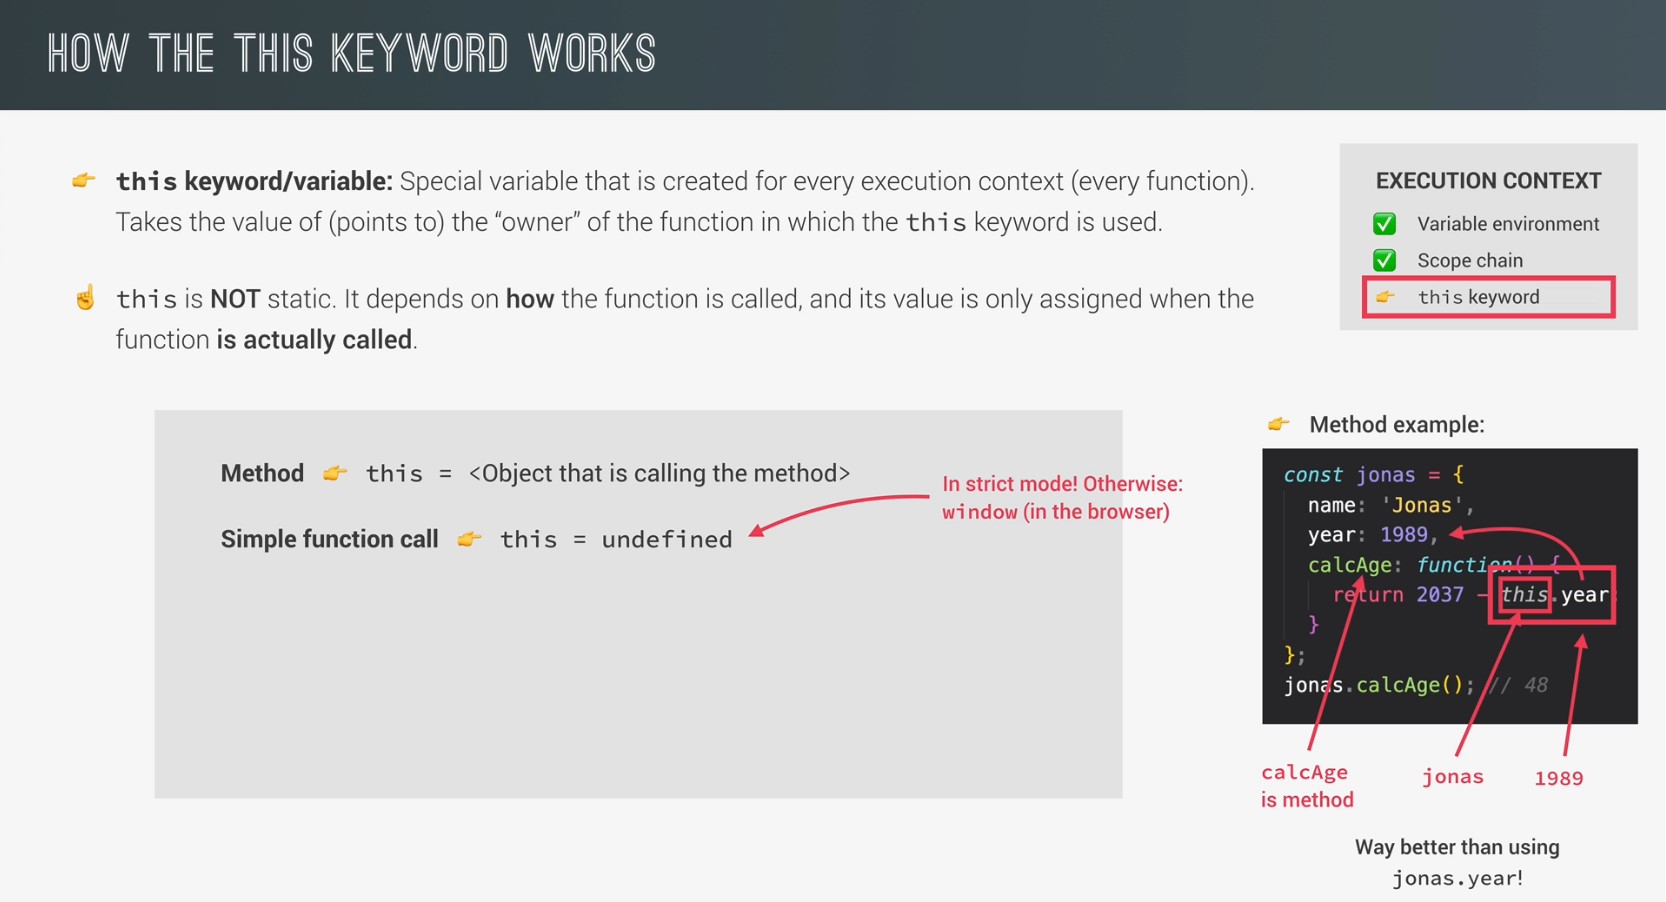 HOW THE THIS KEYWORD WORKS
this keyword/variable: Special variable that is created for every execution context (every function).
Takes the value of (points to) the “owner” of the function in which the this keyword is used.
this is NOT static. It depends on how the function is called, and its value is only assigned when the
function is actually called.
EXECUTION CONTEXT
Variable environment
Scope chain
this keyword
Method this = <Object that is calling the method>
Simple function call this = undefined
In strict mode! Otherwise:
window (in the browser)
Method example:
const jonas = {
name: 'Jonas',
year: 1989,
calcAge: function() {
return 2037 - this.year;
}
};
jonas.calcAge(); // 48
calcAge
is method
jonas
1989
Way better than using
jonas.year!